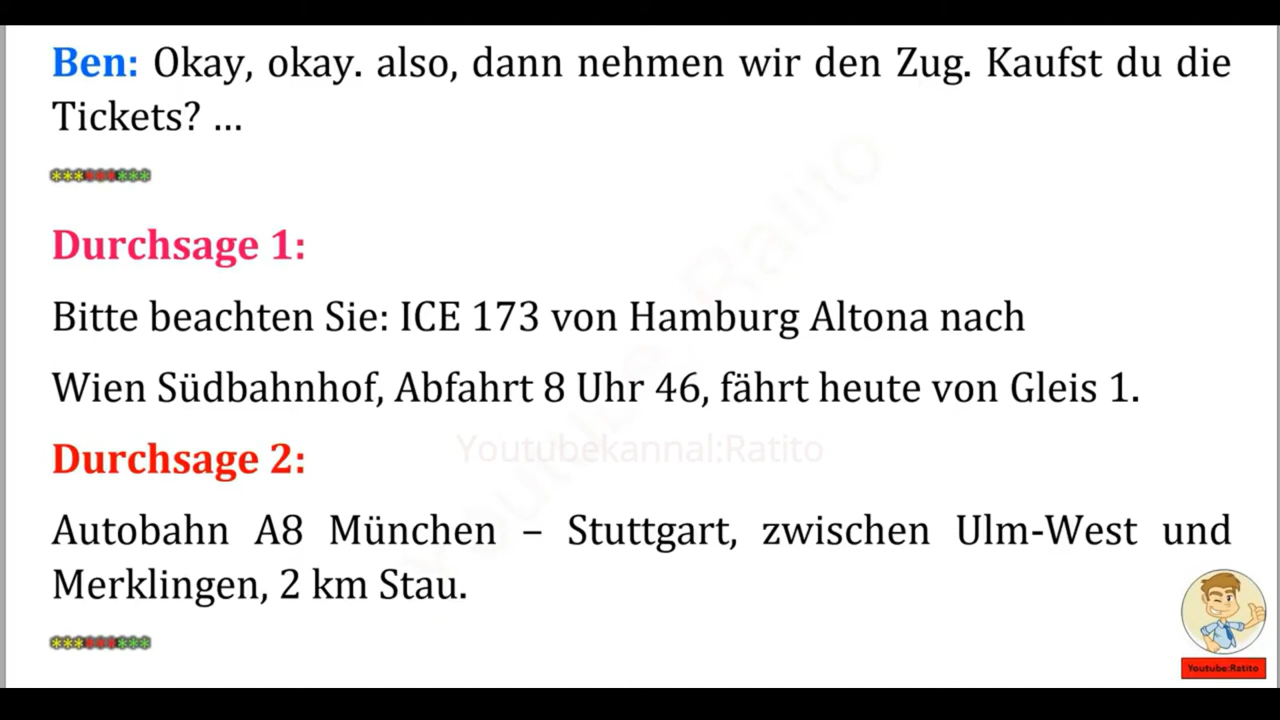 Ben: Okay, okay. also, dann nehmen wir den Zug. Kaufst du die
Tickets? ...
*********
Durchsage 1:
Bitte beachten Sie: ICE 173 von Hamburg Altona nach
Wien Südbahnhof, Abfahrt 8 Uhr 46, fährt heute von Gleis 1.
Youtubekannal:Ratito
Durchsage 2:
Autobahn A8 München – Stuttgart, zwischen Ulm-West und
Merklingen, 2 km Stau.
*********
Youtube:Ratito
Youtube:Ratito